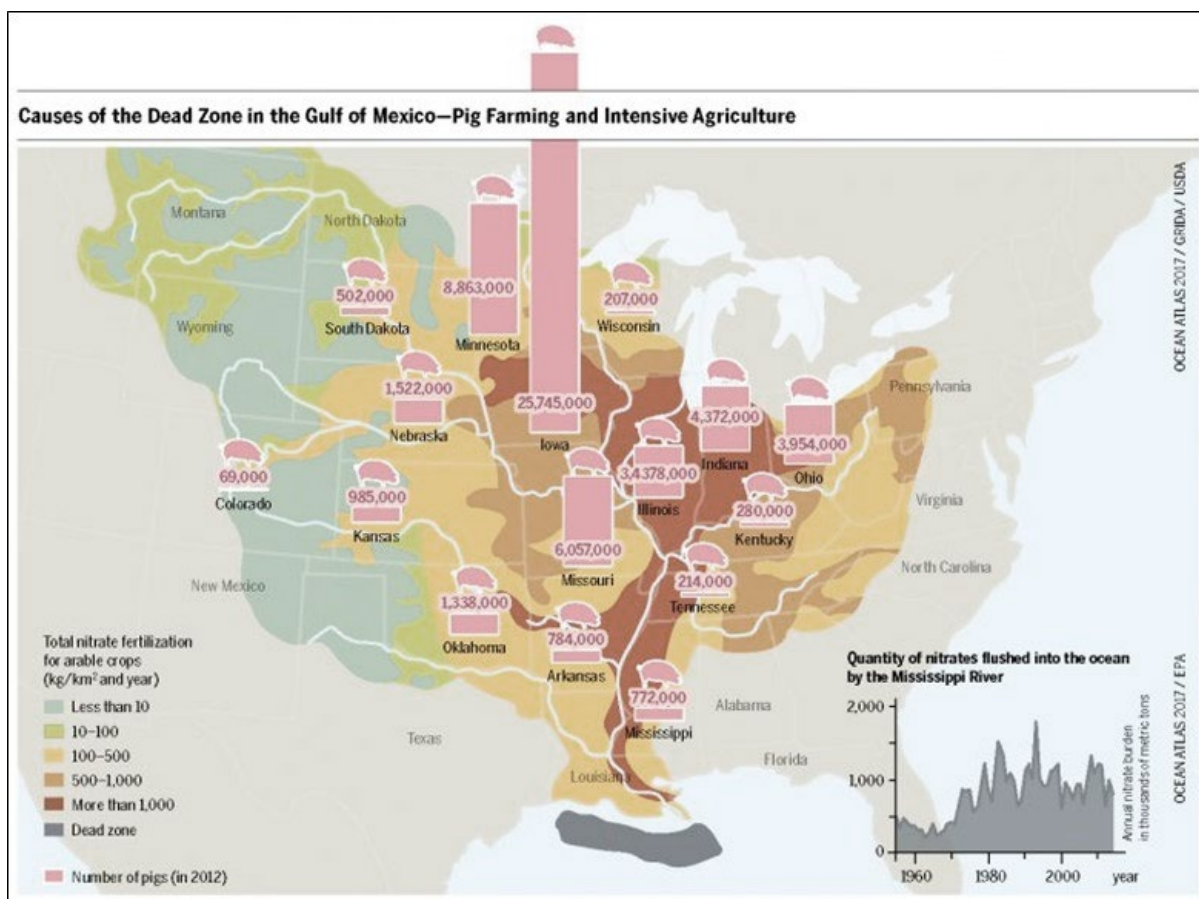 Causes of the Dead Zone in the Gulf of Mexico—Pig Farming and Intensive Agriculture
OCEAN ATLAS 2017 / GRIDA / USDA
Montana
North Dakota
8,863,000
Minnesota
502,000
South Dakota
207,000
Wisconsin
Wyoming
1,522,000
Nebraska
25,745,000
Iowa
4,372,000
Indiana
3,954,000
Ohio
Pennsylvania
69,000
Colorado
985,000
Kansas
3,4378,000
Illinois
280,000
Kentucky
Virginia
6,057,000
Missouri
214,000
Tennessee
North Carolina
New Mexico
1,338,000
Oklahoma
784,000
Arkansas
772,000
Mississippi
Alabama
Texas
Louisiana
Florida
Total nitrate fertilization
for arable crops
(kg/km² and year)
Less than 10
10–100
100–500
500–1,000
More than 1,000
Dead zone
Number of pigs (in 2012)
Quantity of nitrates flushed into the ocean
by the Mississippi River
2,000
1,000
0
1960 1980 2000 year
Annual nitrate burden
in thousands of metric tons
OCEAN ATLAS 2017 / EPA